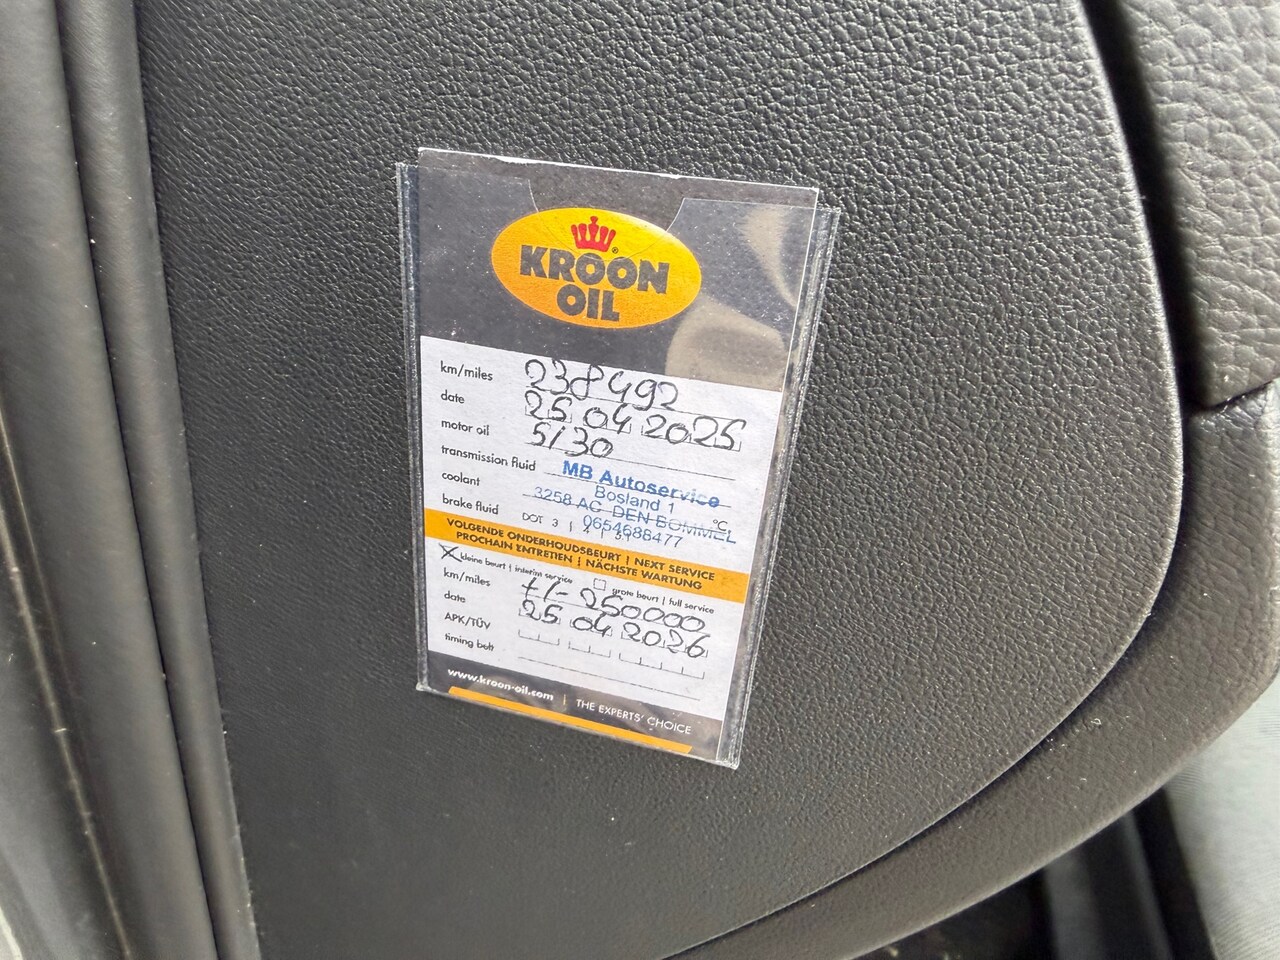 KROON
OIL
km/miles 238492
date 25 04 2025
motor oil 5/30
transmission fluid MB Autoservice
Bosland 1
coolant 3258 AC DEN BOMMEL °C
brake fluid DOT 3 | 4 | 5.1 0654688477
VOLGENDE ONDERHOUDSBEURT | NEXT SERVICE
PROCHAIN ENTRETIEN | NÄCHSTE WARTUNG
X kleine beurt | interim service grote beurt | full service
km/miles +/- 250000
date 25 04 2026
APK/TÜV
timing belt
www.kroon-oil.com | THE EXPERTS' CHOICE